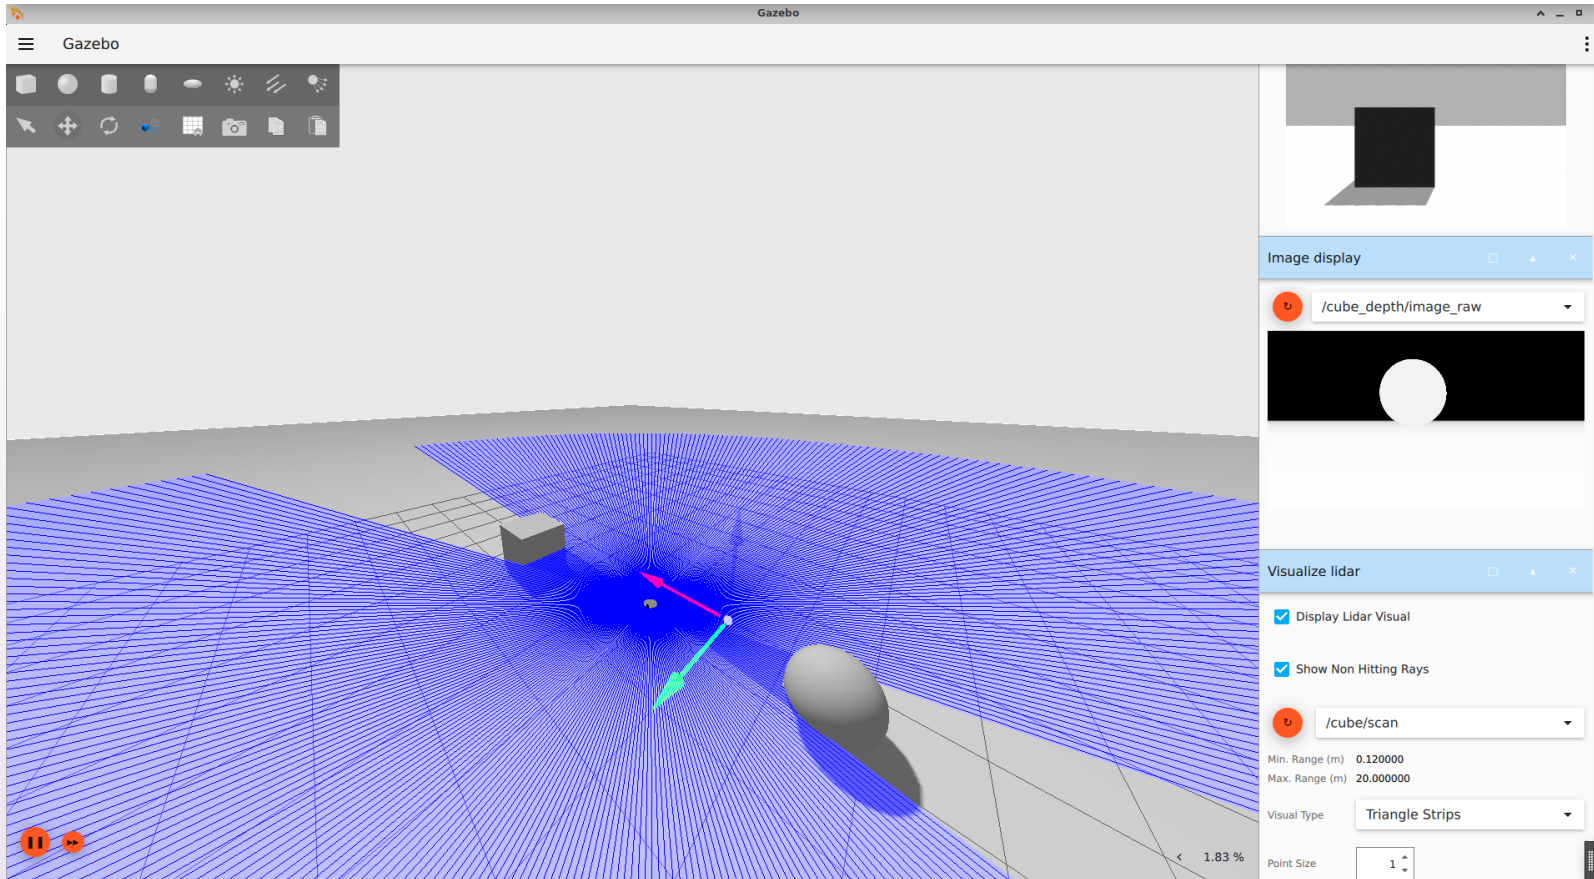 Gazebo
Gazebo
Image display
/cube_depth/image_raw
Visualize lidar
Display Lidar Visual
Show Non Hitting Rays
/cube/scan
Min. Range (m) 0.120000
Max. Range (m) 20.000000
Visual Type Triangle Strips
1.83 %
Point Size 1